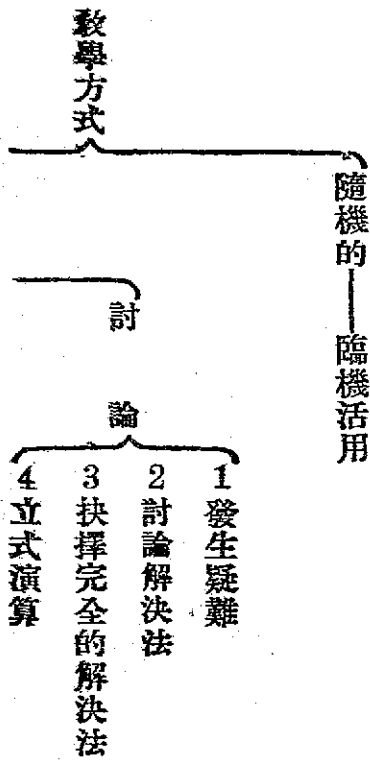 教學方式
隨機的——臨機活用
討論
1 發生疑難
2 討論解決法
3 抉擇完全的解決法
4 立式演算